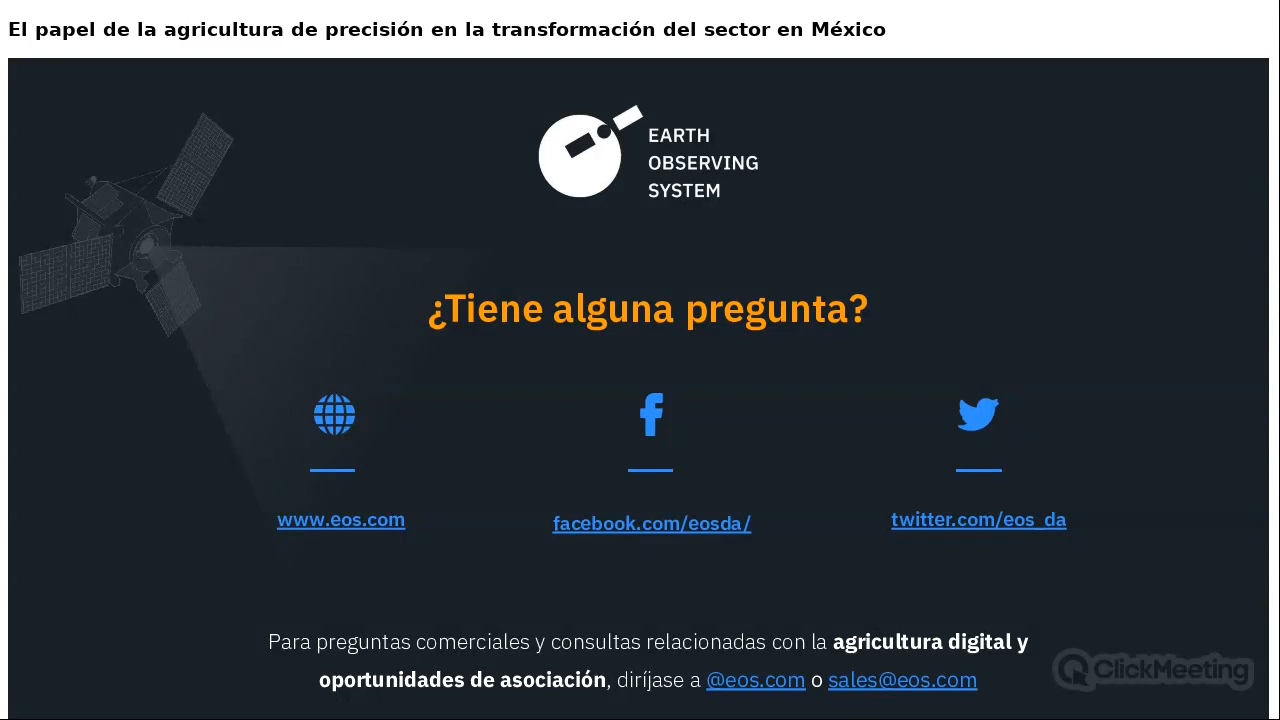 El papel de la agricultura de precisión en la transformación del sector en México
EARTH
OBSERVING
SYSTEM
¿Tiene alguna pregunta?
www.eos.com
facebook.com/eosda/
twitter.com/eos_da
Para preguntas comerciales y consultas relacionadas con la agricultura digital y
oportunidades de asociación, diríjase a @eos.com o sales@eos.com
ClickMeeting